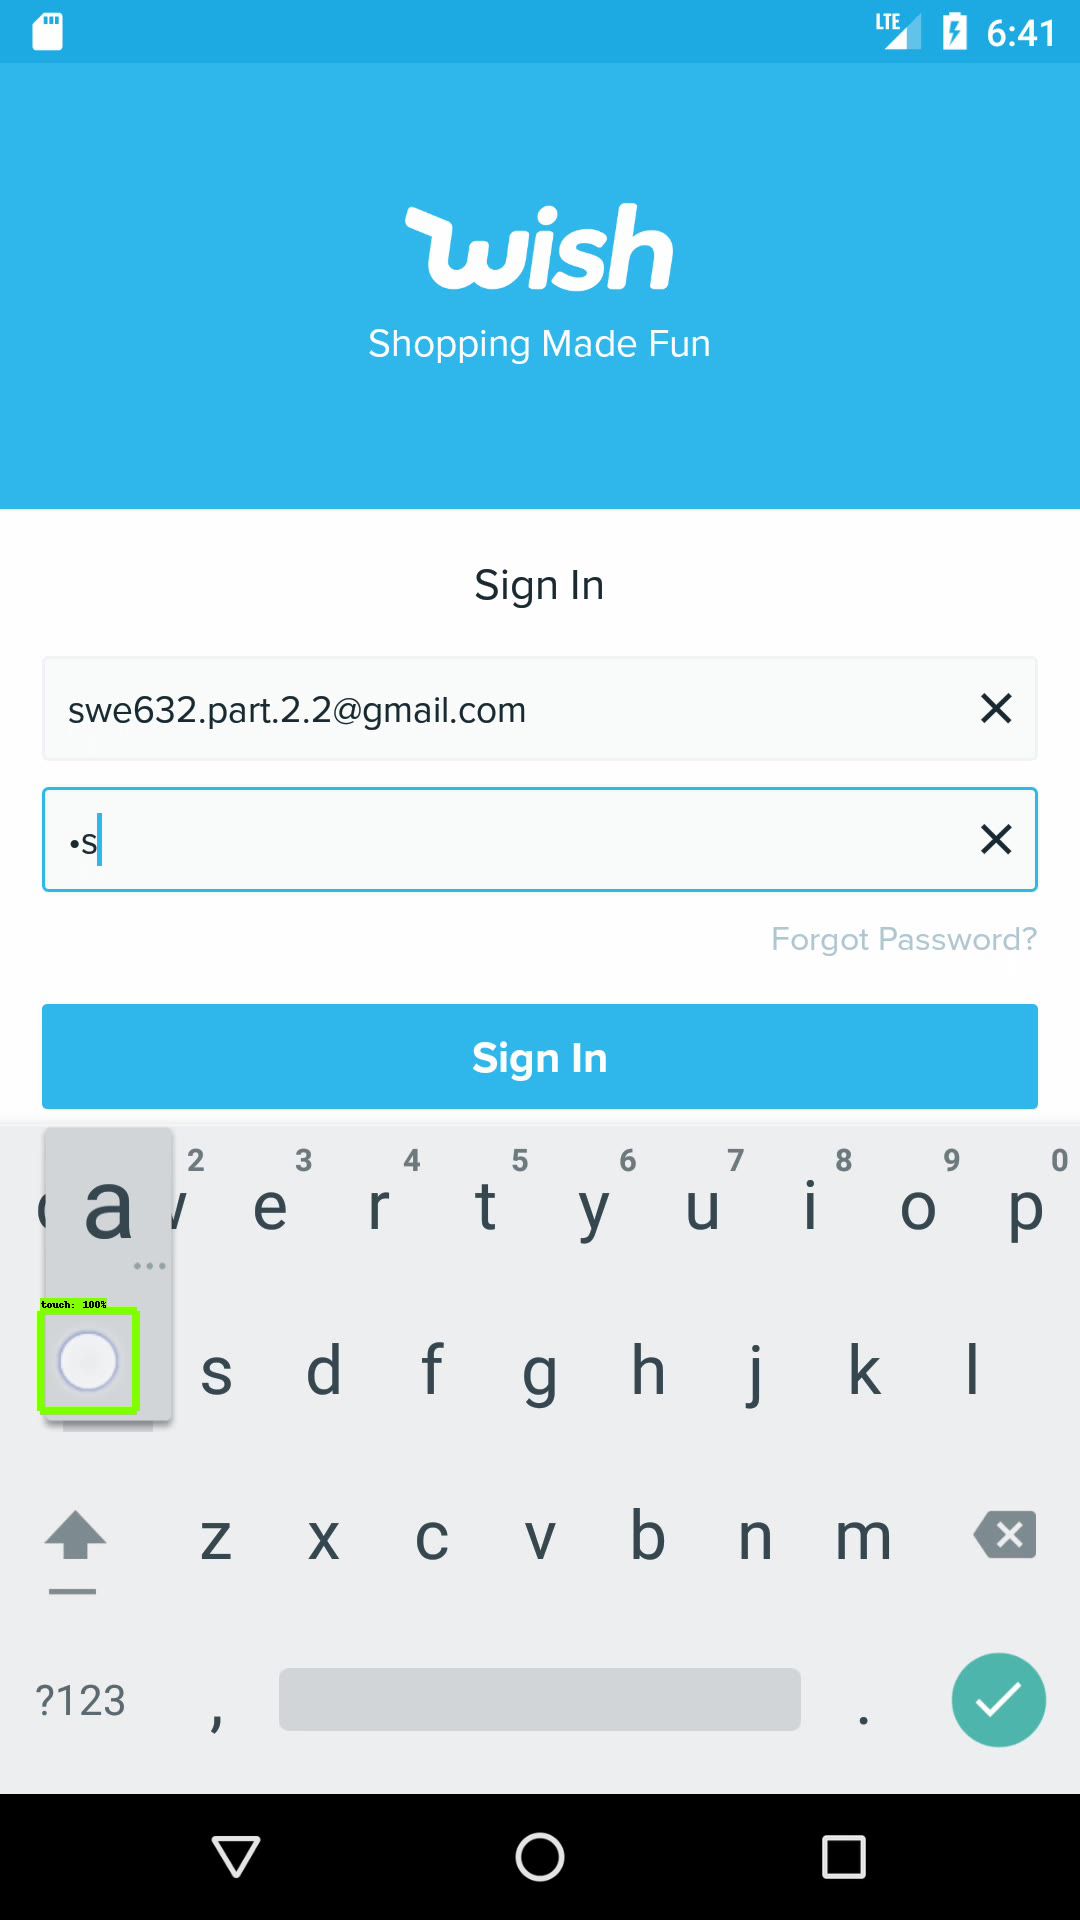 LTE 6:41
wish
Shopping Made Fun
Sign In
swe632.part.2.2@gmail.com
•s
Forgot Password?
Sign In
2 3 4 5 6 7 8 9 0
a e r t y u i o p
touch: 100%
s d f g h j k l
z x c v b n m
?123 , .